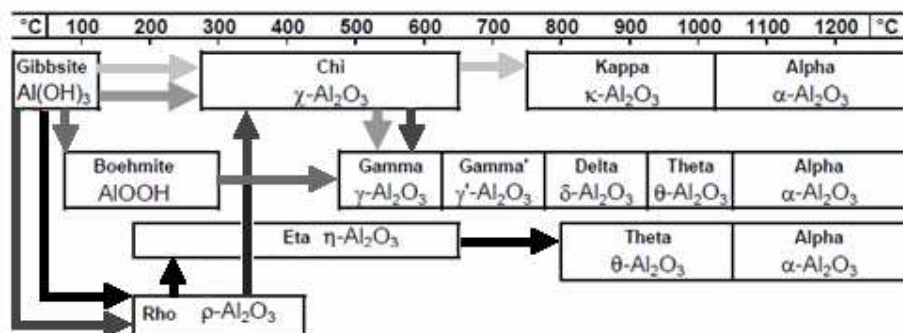 °C 100 200 300 400 500 600 700 800 900 1000 1100 1200 °C
Gibbsite Chi Kappa Alpha
Al(OH)₃ χ-Al₂O₃ κ-Al₂O₃ α-Al₂O₃
Boehmite Gamma Gamma' Delta Theta Alpha
AlOOH γ-Al₂O₃ γ'-Al₂O₃ δ-Al₂O₃ θ-Al₂O₃ α-Al₂O₃
Eta η-Al₂O₃ Theta Alpha
θ-Al₂O₃ α-Al₂O₃
Rho ρ-Al₂O₃